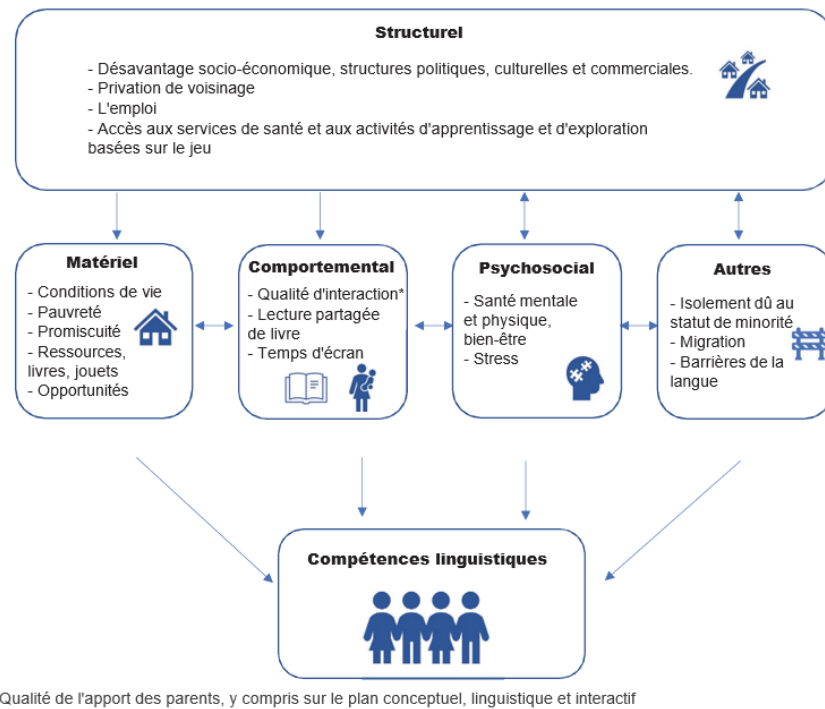 Structurel
- Désavantage socio-économique, structures politiques, culturelles et commerciales.
- Privation de voisinage
- L'emploi
- Accès aux services de santé et aux activités d'apprentissage et d'exploration
basées sur le jeu
Matériel
- Conditions de vie
- Pauvreté
- Promiscuité
- Ressources,
livres, jouets
- Opportunités
Comportemental
- Qualité d'interaction*
- Lecture partagée
de livre
- Temps d'écran
Psychosocial
- Santé mentale
et physique,
bien-être
- Stress
Autres
- Isolement dû au
statut de minorité
- Migration
- Barrières de la
langue
Compétences linguistiques
Qualité de l'apport des parents, y compris sur le plan conceptuel, linguistique et interactif